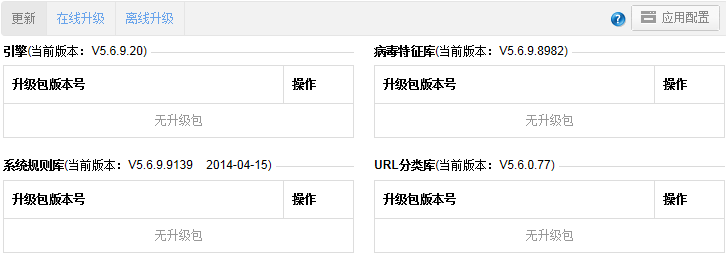 更新 在线升级 离线升级 ? 应用配置
引擎(当前版本：V5.6.9.20) 病毒特征库(当前版本：V5.6.9.8982)
升级包版本号 操作 升级包版本号 操作
无升级包 无升级包
系统规则库(当前版本：V5.6.9.9139 2014-04-15) URL分类库(当前版本：V5.6.0.77)
升级包版本号 操作 升级包版本号 操作
无升级包 无升级包